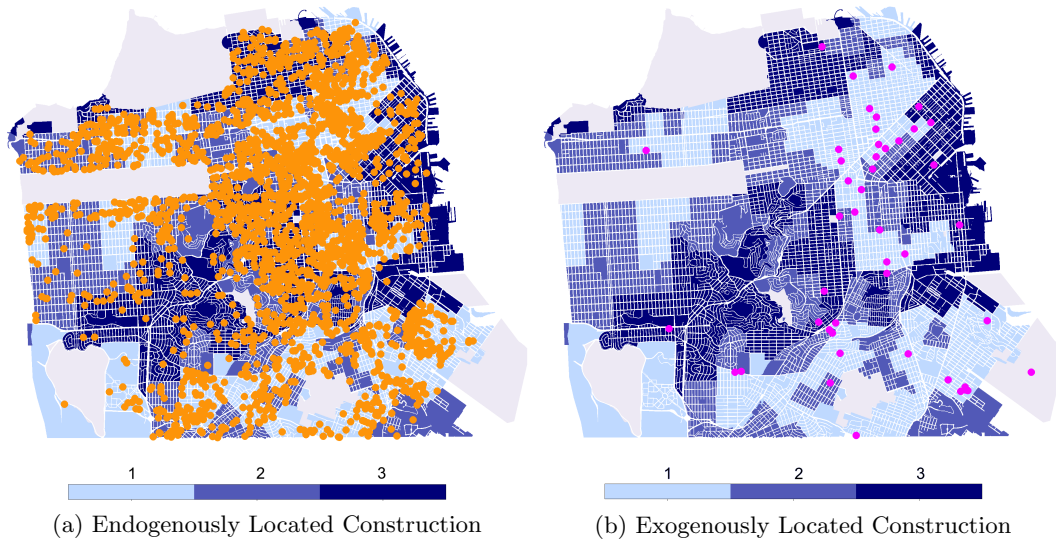 1 2 3
1 2 3
(a) Endogenously Located Construction
(b) Exogenously Located Construction